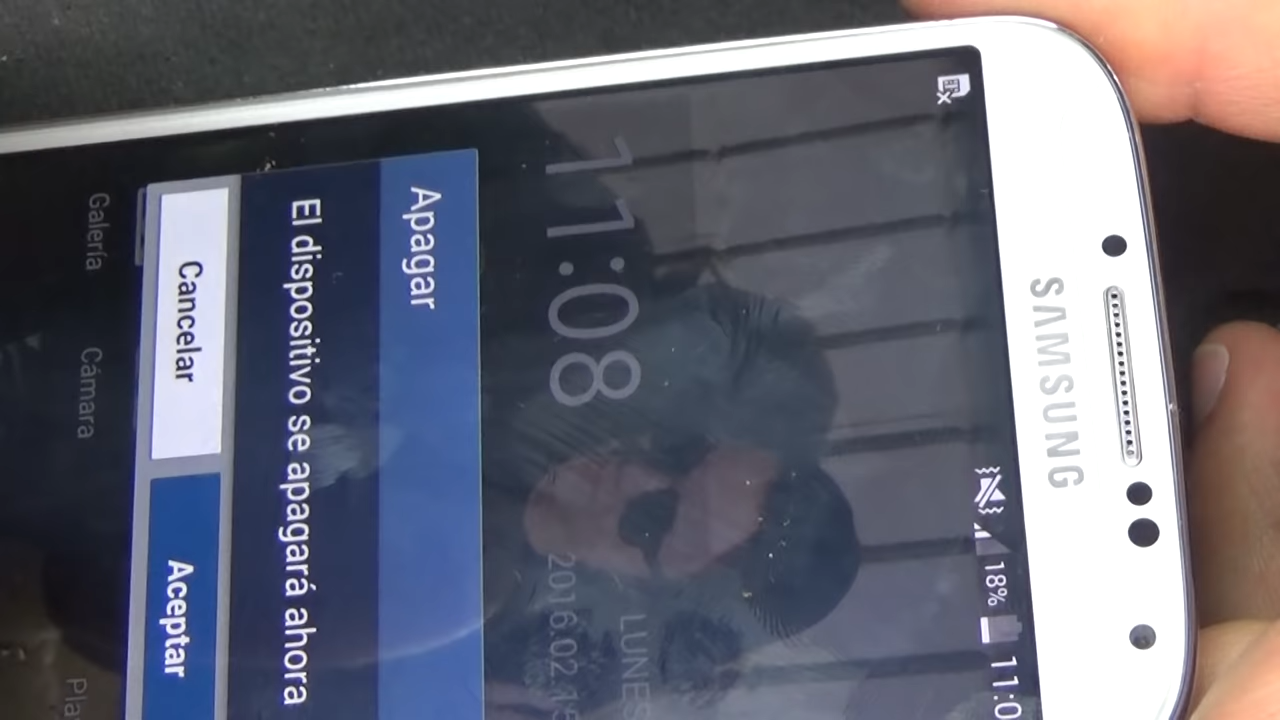 SAMSUNG
18%
11:08
LUNES
Apagar
El dispositivo se apagará ahora
Cancelar
Aceptar
Galería
Cámara